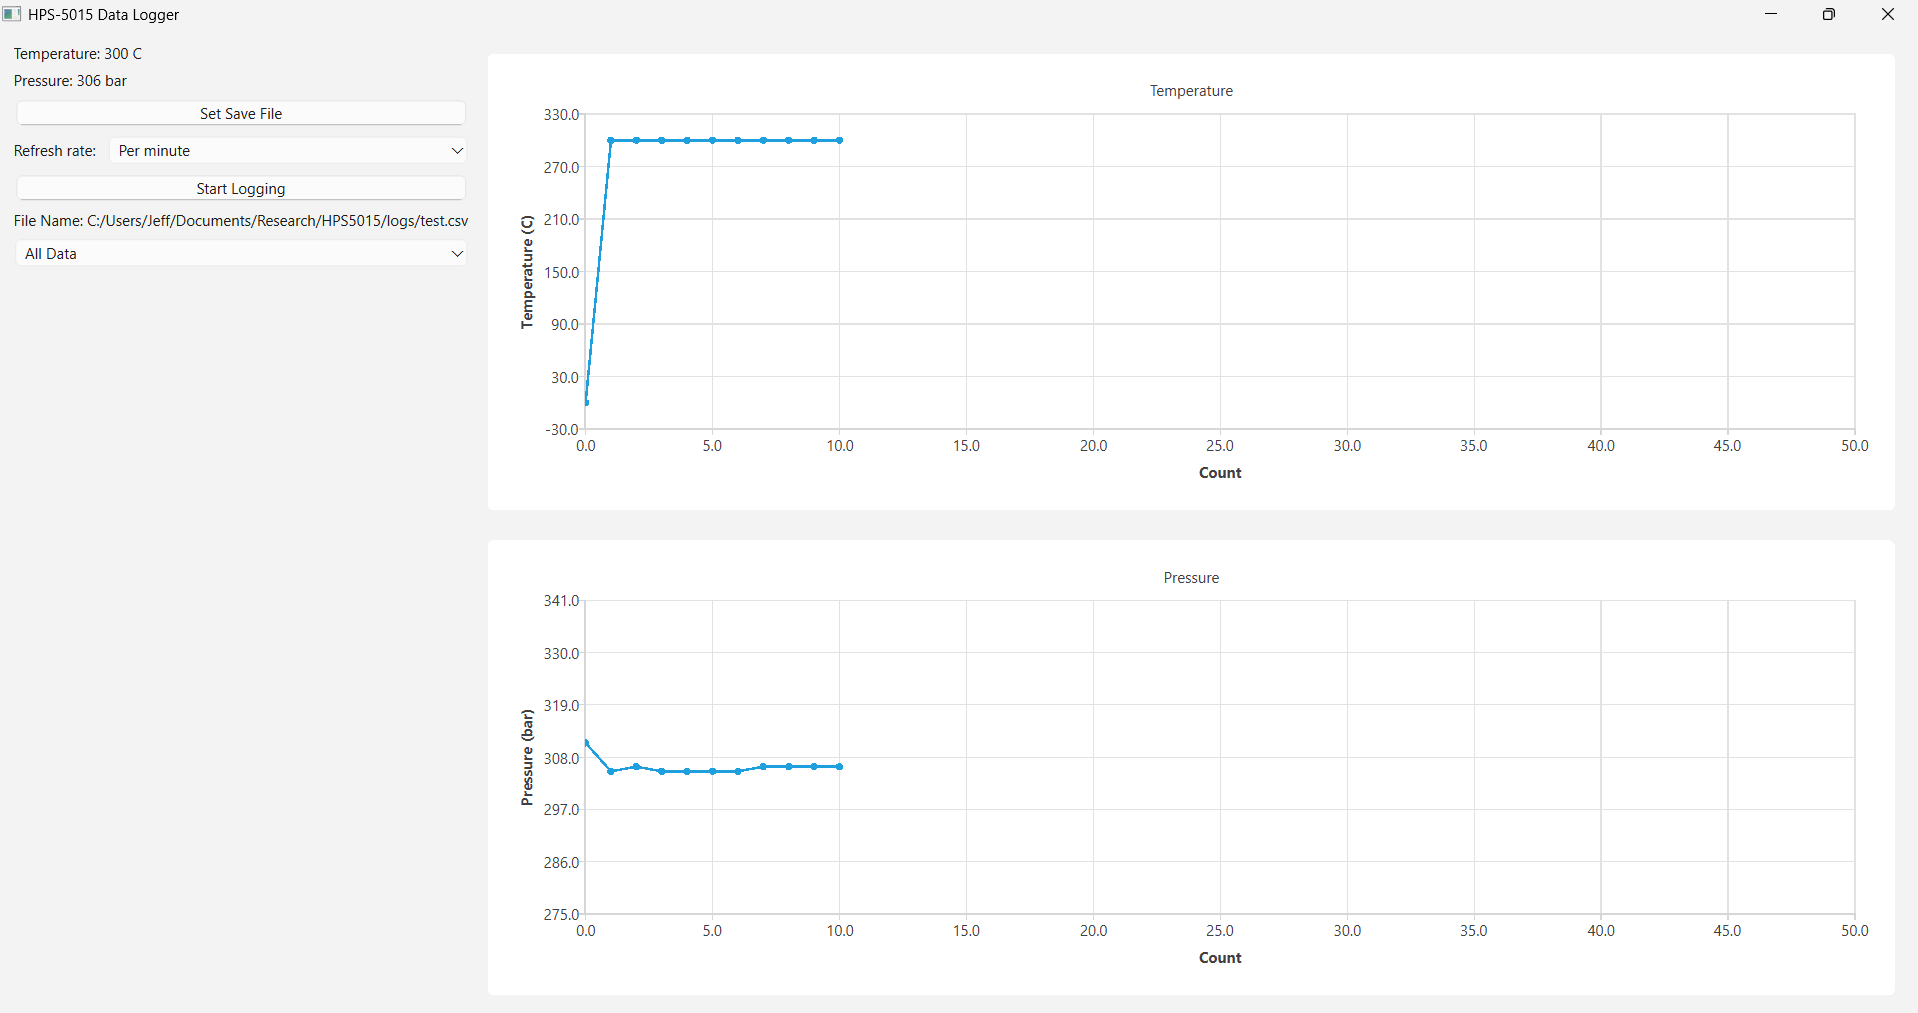 HPS-5015 Data Logger
Temperature: 300 C
Pressure: 306 bar
Set Save File
Refresh rate: Per minute
Start Logging
File Name: C:/Users/Jeff/Documents/Research/HPS5015/logs/test.csv
All Data
Temperature
Temperature (C)
330.0
270.0
210.0
150.0
90.0
30.0
-30.0
0.0 5.0 10.0 15.0 20.0 25.0 30.0 35.0 40.0 45.0 50.0
Count
Pressure
Pressure (bar)
341.0
330.0
319.0
308.0
297.0
286.0
275.0
0.0 5.0 10.0 15.0 20.0 25.0 30.0 35.0 40.0 45.0 50.0
Count